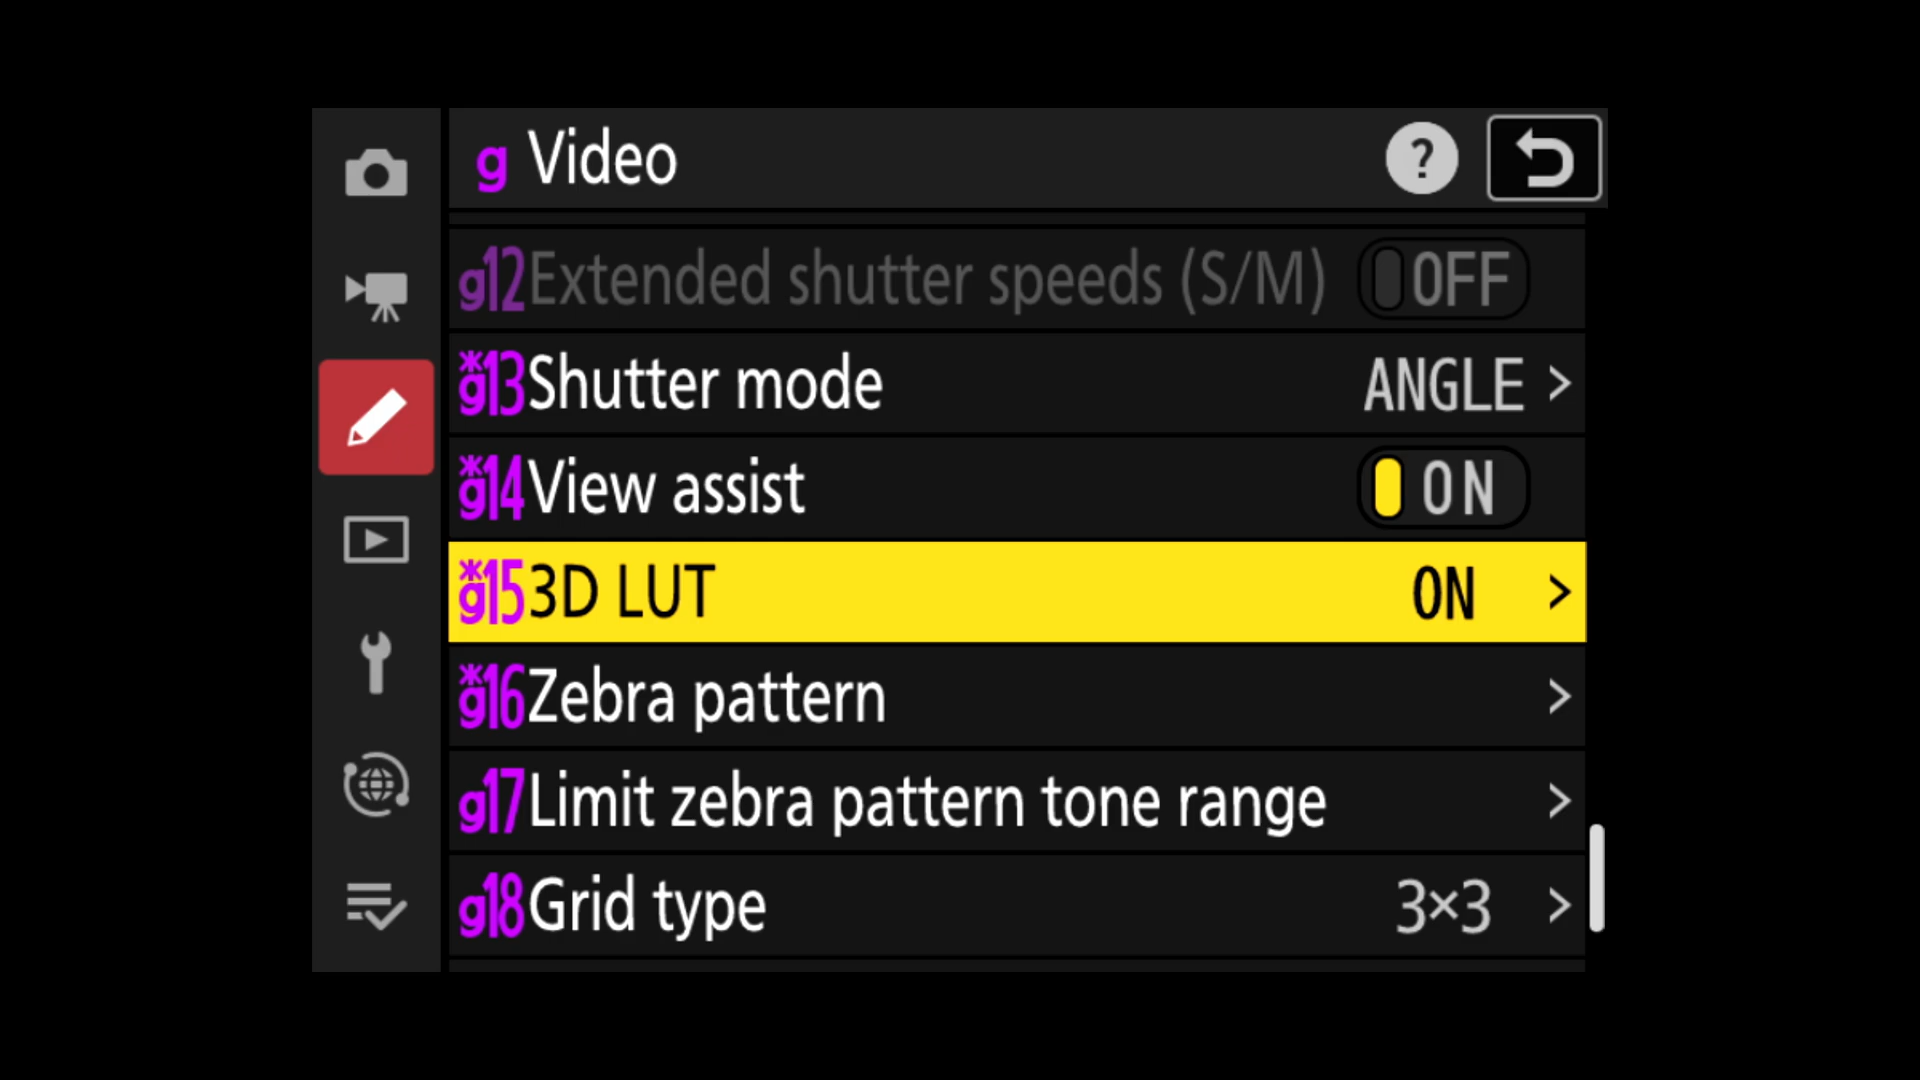 g Video ?
g12 Extended shutter speeds (S/M) OFF
*g13 Shutter mode ANGLE >
*g14 View assist ON
*g15 3D LUT ON >
*g16 Zebra pattern >
g17 Limit zebra pattern tone range >
g18 Grid type 3×3 >